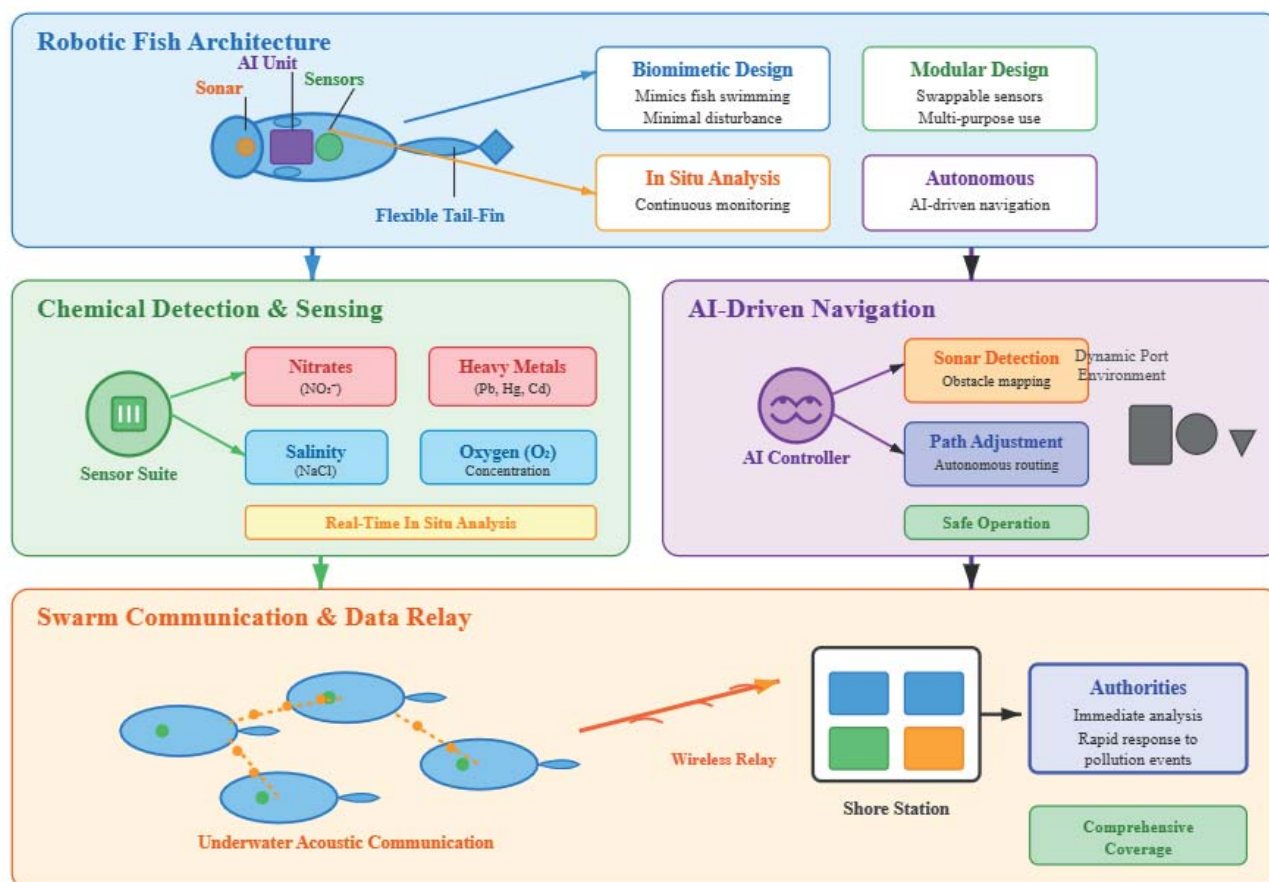 Robotic Fish Architecture
AI Unit
Sonar
Sensors
Flexible Tail-Fin
Biomimetic Design
Mimics fish swimming
Minimal disturbance
Modular Design
Swappable sensors
Multi-purpose use
In Situ Analysis
Continuous monitoring
Autonomous
AI-driven navigation
Chemical Detection & Sensing
Sensor Suite
Nitrates
(NO₃⁻)
Heavy Metals
(Pb, Hg, Cd)
Salinity
(NaCl)
Oxygen (O₂)
Concentration
Real-Time In Situ Analysis
AI-Driven Navigation
AI Controller
Sonar Detection
Obstacle mapping
Dynamic Port
Environment
Path Adjustment
Autonomous routing
Safe Operation
Swarm Communication & Data Relay
Underwater Acoustic Communication
Wireless Relay
Shore Station
Authorities
Immediate analysis
Rapid response to
pollution events
Comprehensive
Coverage